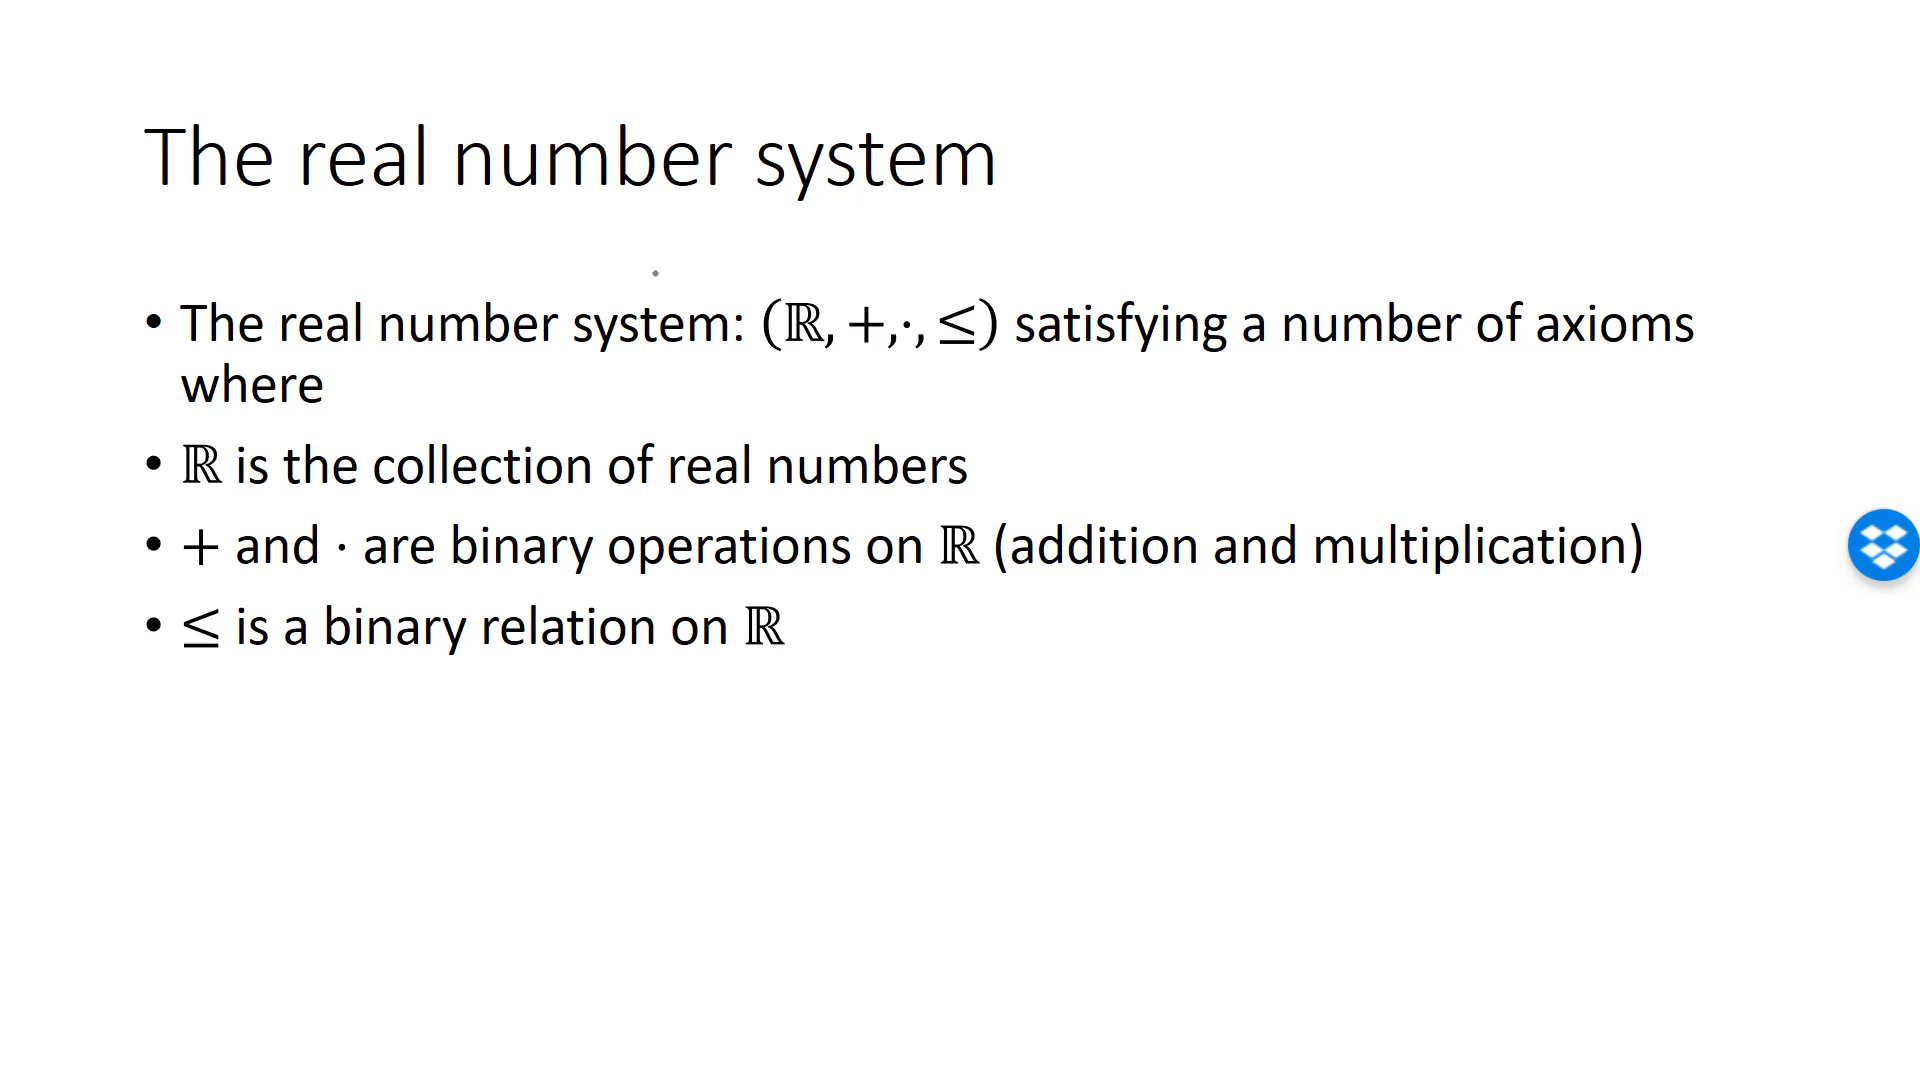 The real number system
• The real number system: (ℝ, +,·, ≤) satisfying a number of axioms
where
• ℝ is the collection of real numbers
• + and · are binary operations on ℝ (addition and multiplication)
• ≤ is a binary relation on ℝ